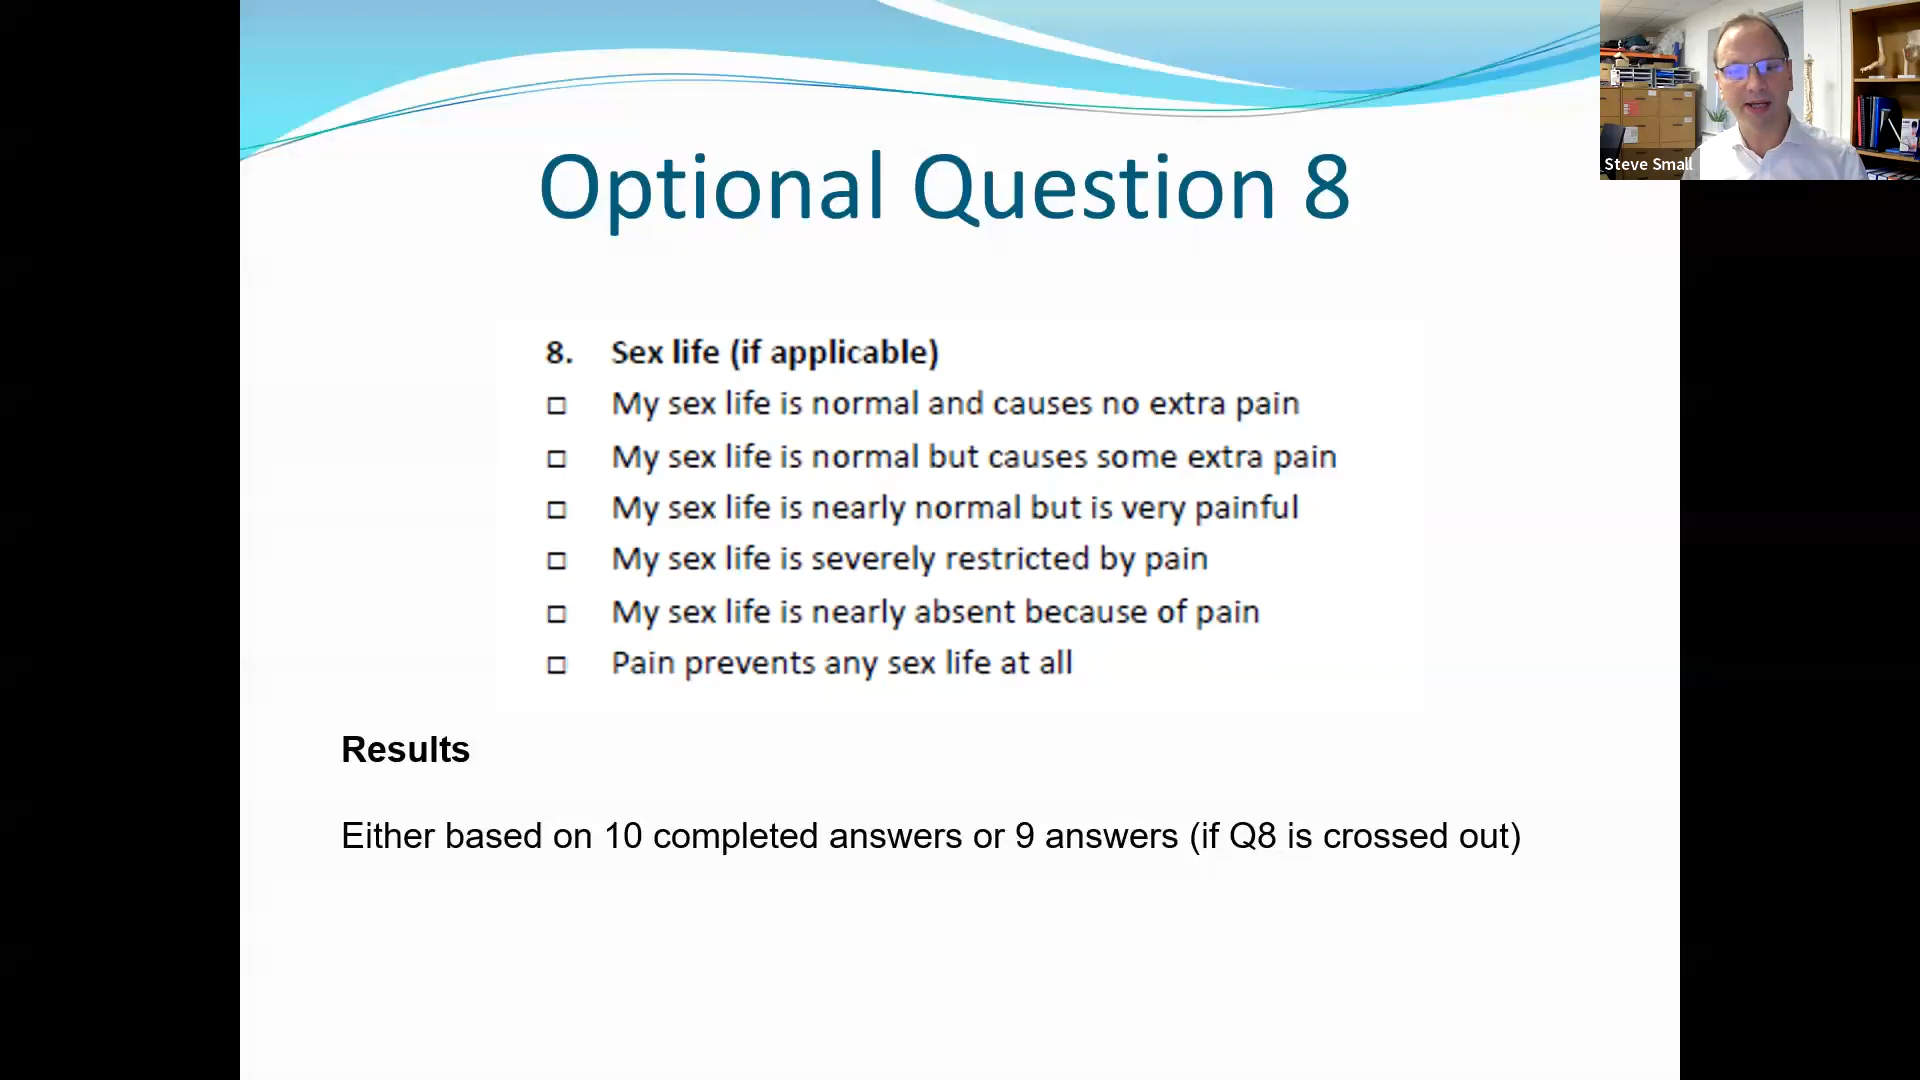 Optional Question 8
Steve Small
8. Sex life (if applicable)
□ My sex life is normal and causes no extra pain
□ My sex life is normal but causes some extra pain
□ My sex life is nearly normal but is very painful
□ My sex life is severely restricted by pain
□ My sex life is nearly absent because of pain
□ Pain prevents any sex life at all
Results
Either based on 10 completed answers or 9 answers (if Q8 is crossed out)